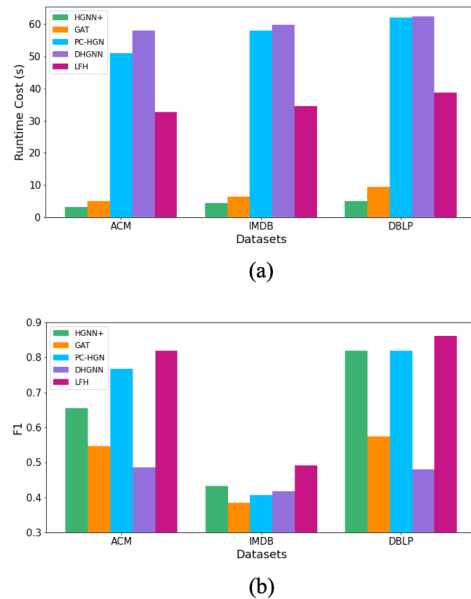 60
50
40
30
20
10
0
Runtime Cost (s)
HGNN+
GAT
PC-HGN
DHGNN
LFH
ACM IMDB DBLP
Datasets
(a)
0.9
0.8
0.7
0.6
0.5
0.4
0.3
F1
HGNN+
GAT
PC-HGN
DHGNN
LFH
ACM IMDB DBLP
Datasets
(b)